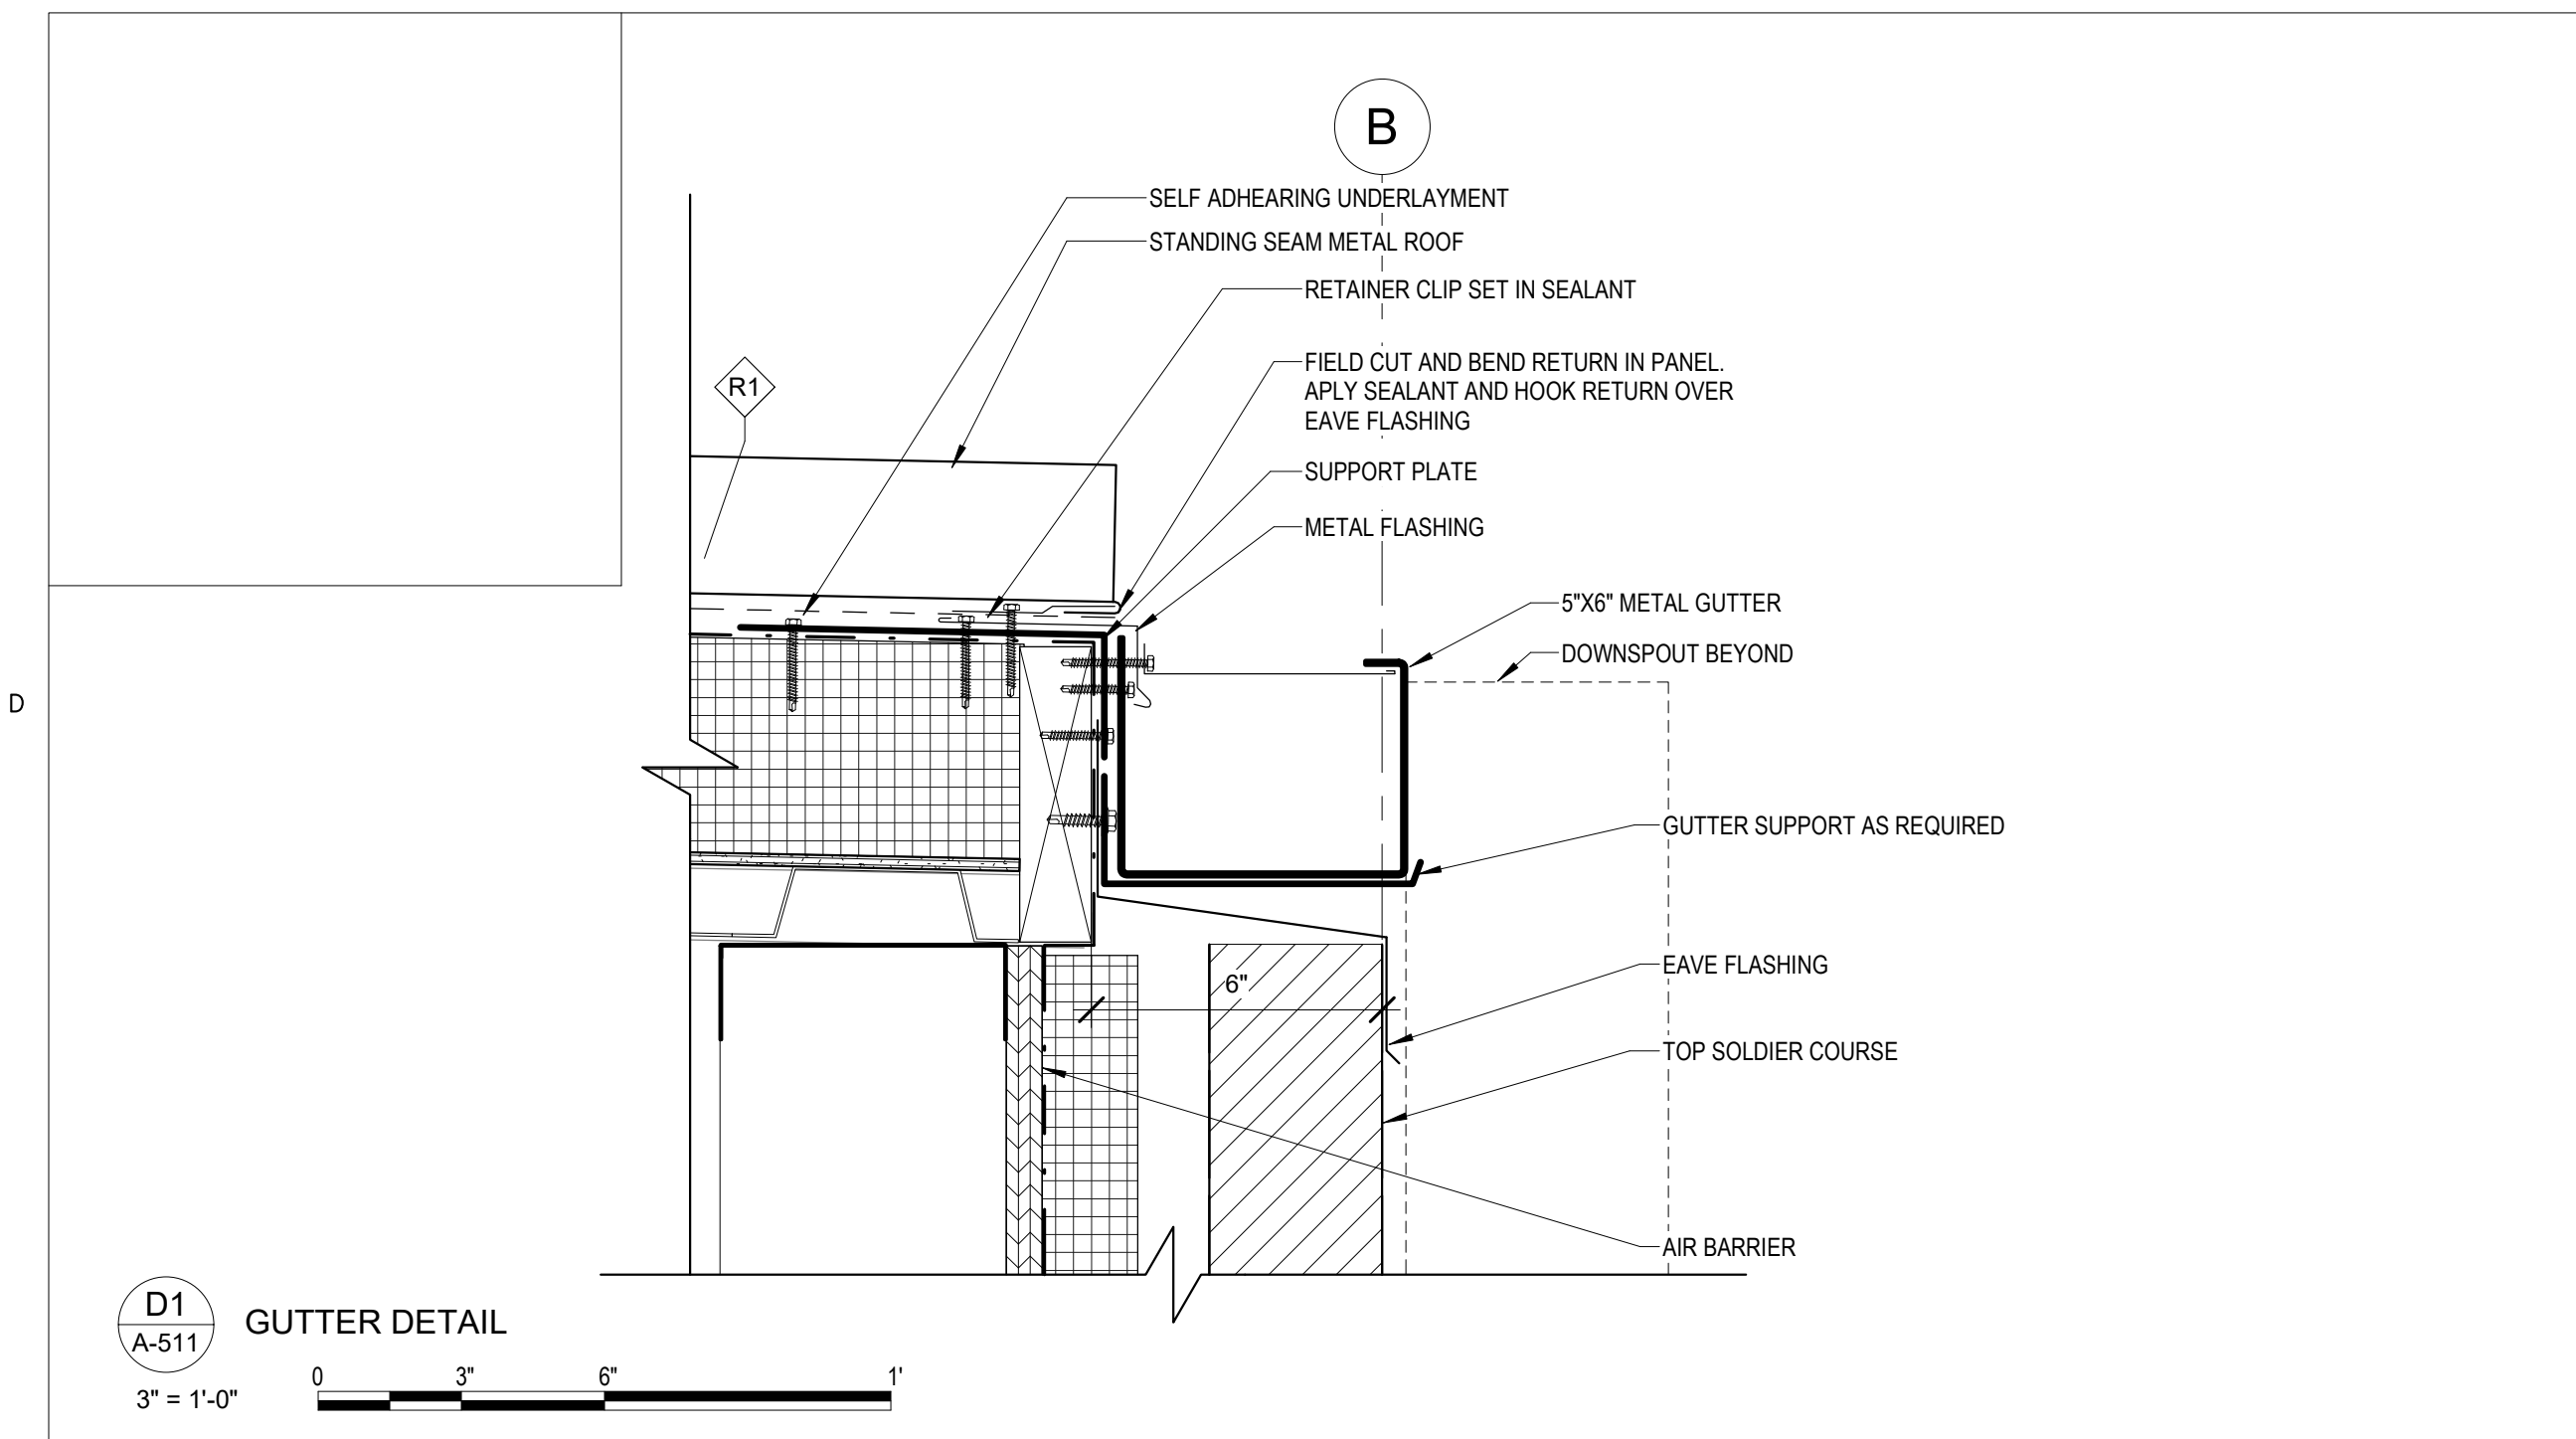 B
SELF ADHEARING UNDERLAYMENT
STANDING SEAM METAL ROOF
RETAINER CLIP SET IN SEALANT
FIELD CUT AND BEND RETURN IN PANEL.
APLY SEALANT AND HOOK RETURN OVER
EAVE FLASHING
R1
SUPPORT PLATE
METAL FLASHING
5"X6" METAL GUTTER
DOWNSPOUT BEYOND
D
GUTTER SUPPORT AS REQUIRED
EAVE FLASHING
6"
TOP SOLDIER COURSE
AIR BARRIER
D1
A-511
GUTTER DETAIL
3" = 1'-0"
0 3" 6" 1'